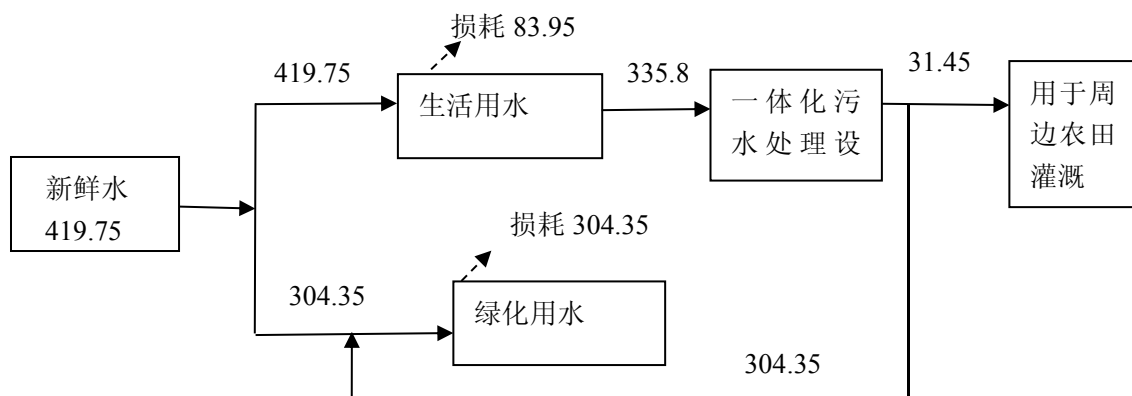 损耗 83.95
419.75
生活用水
335.8
一体化污
水处理设
31.45
用于周
边农田
灌溉
新鲜水
419.75
损耗 304.35
304.35
绿化用水
304.35